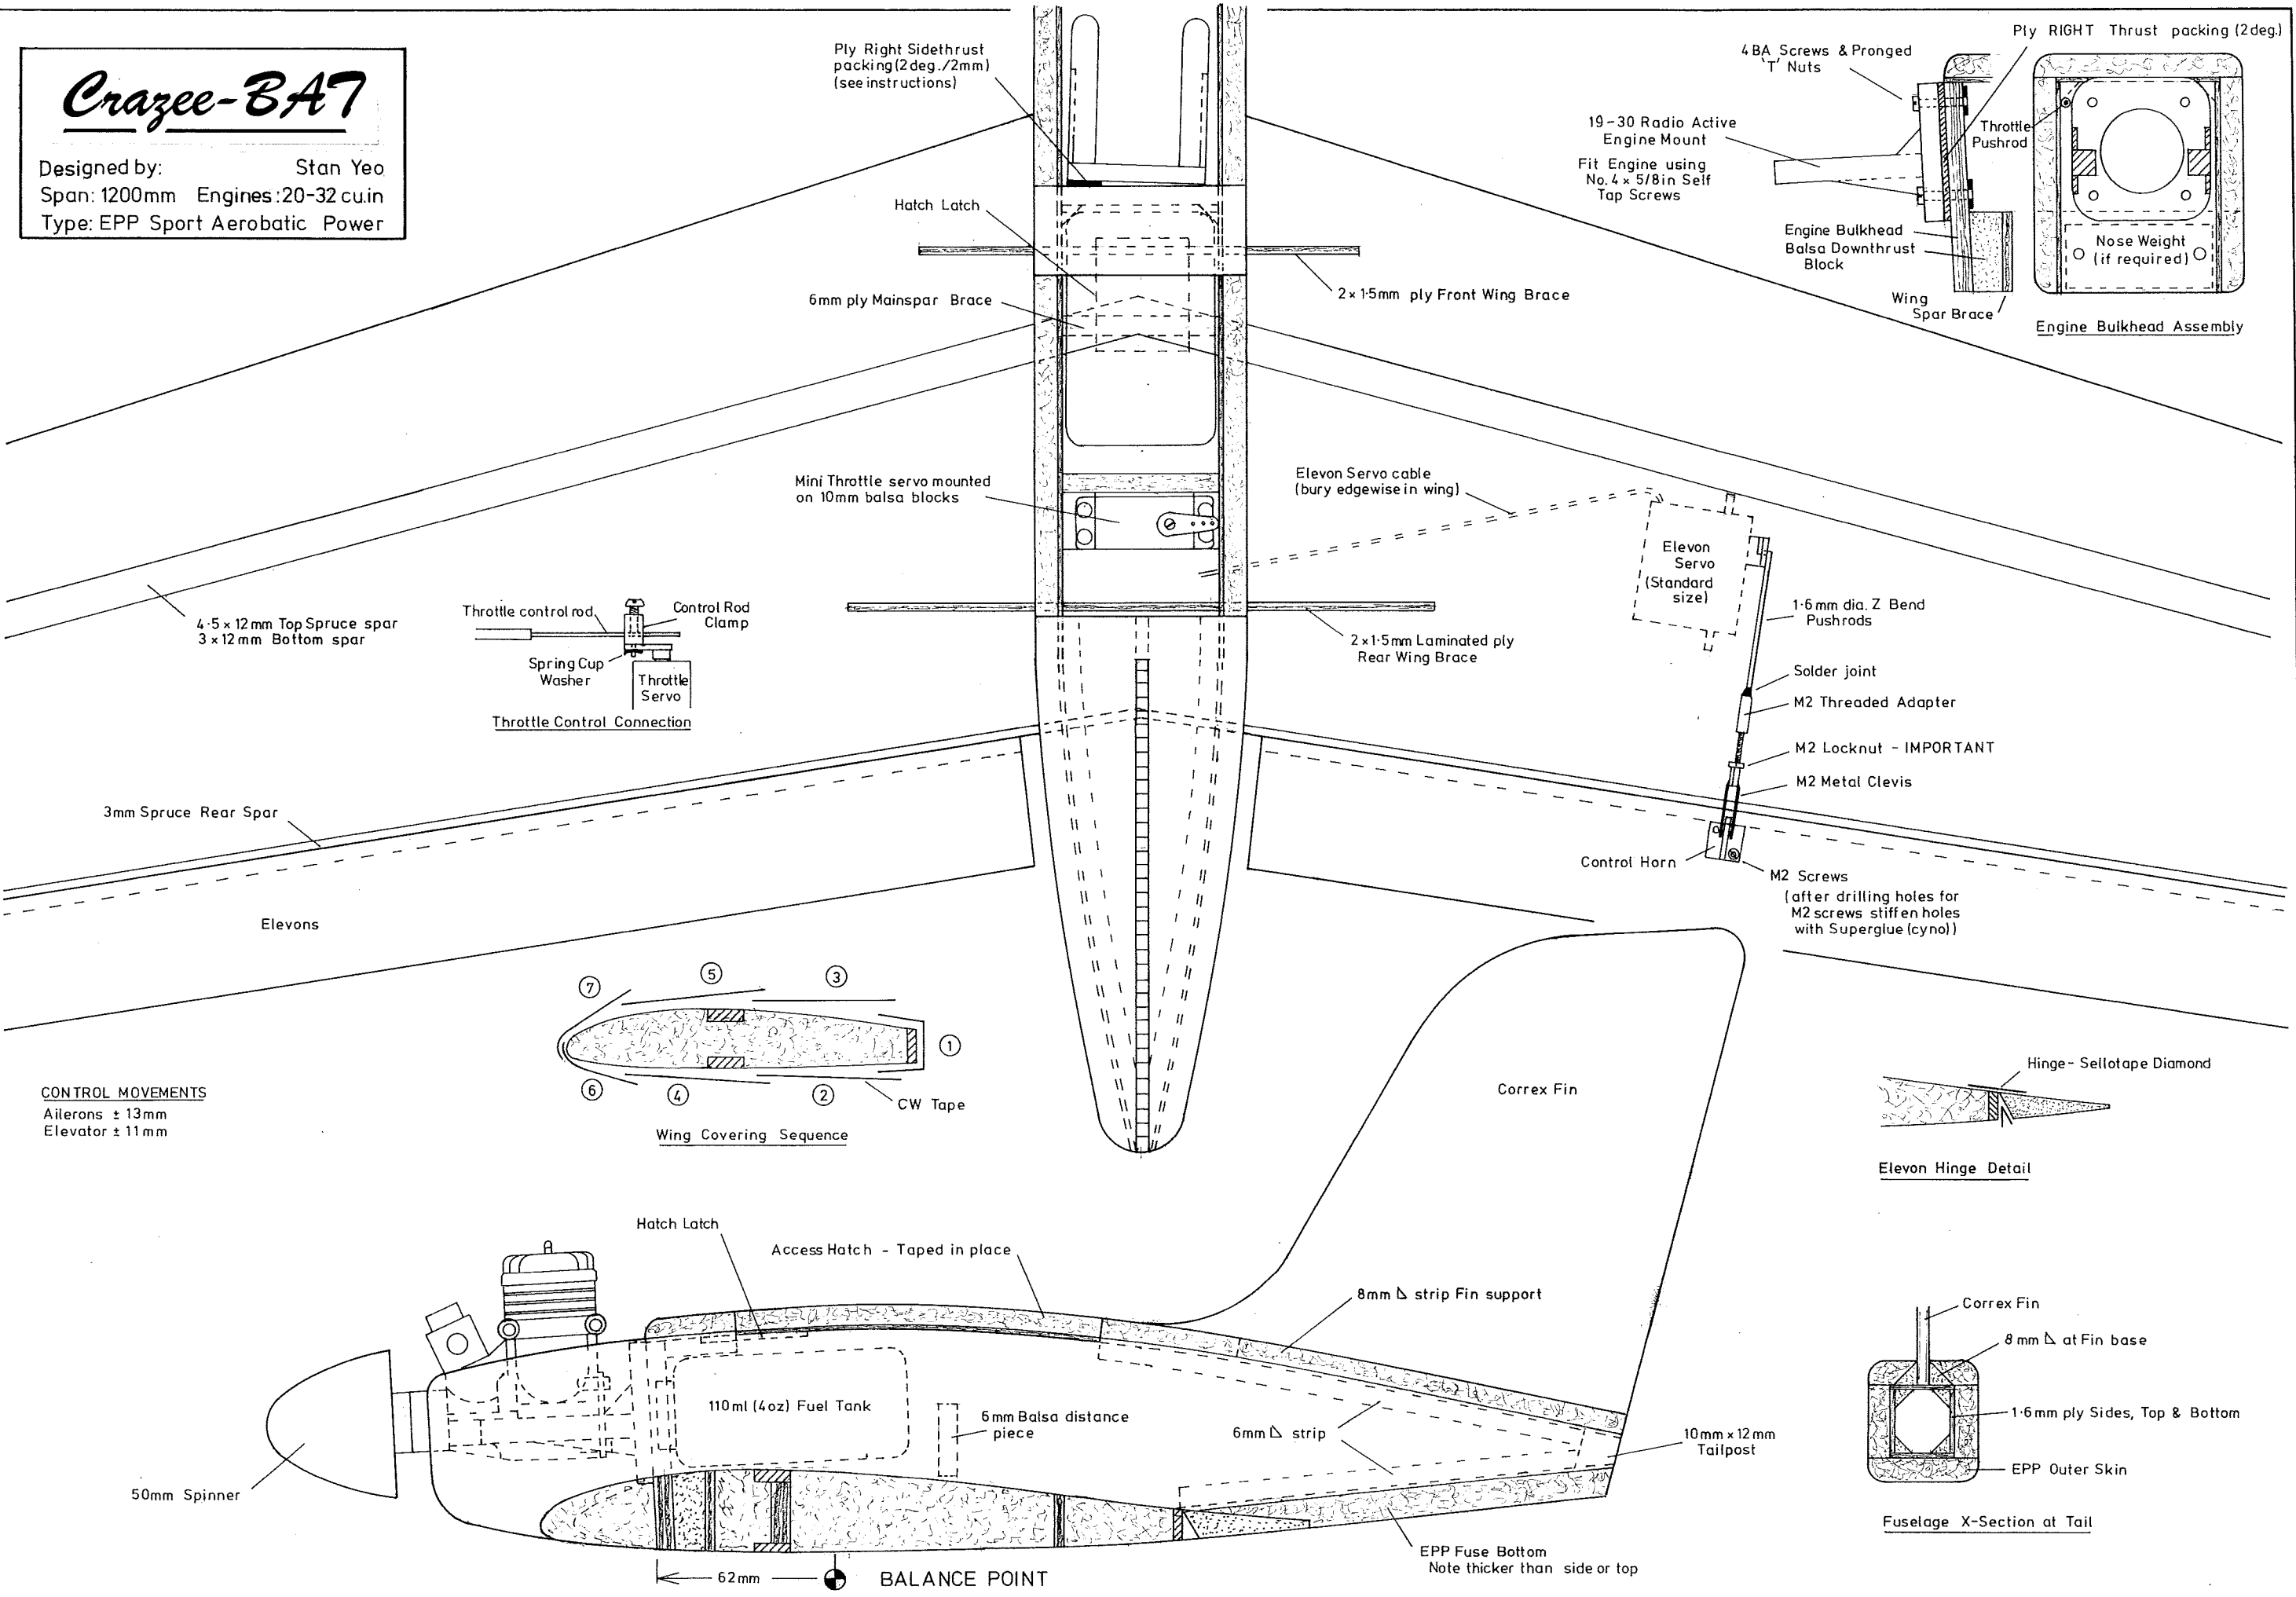 Crazee-BAT
Designed by: Stan Yeo
Span: 1200mm Engines: 20-32 cu.in
Type: EPP Sport Aerobatic Power
Ply Right Sidethrust
packing (2deg./2mm)
(see instructions)
Hatch Latch
6mm ply Mainspar Brace
2 x 1·5mm ply Front Wing Brace
4BA Screws & Pronged
'T' Nuts
Ply RIGHT Thrust packing (2deg.)
19-30 Radio Active
Engine Mount
Fit Engine using
No. 4 x 5/8in Self
Tap Screws
Throttle
Pushrod
Engine Bulkhead
Balsa Downthrust
Block
Wing
Spar Brace
Nose Weight
(if required)
Engine Bulkhead Assembly
Mini Throttle servo mounted
on 10mm balsa blocks
Elevon Servo cable
(bury edgewise in wing)
Elevon
Servo
(Standard
size)
1·6mm dia. Z Bend
Pushrods
4·5 x 12mm Top Spruce spar
3 x 12mm Bottom spar
Throttle control rod
Control Rod
Clamp
Spring Cup
Washer
Throttle
Servo
Throttle Control Connection
2 x 1·5mm Laminated ply
Rear Wing Brace
Solder joint
M2 Threaded Adapter
M2 Locknut - IMPORTANT
M2 Metal Clevis
3mm Spruce Rear Spar
Control Horn
M2 Screws
(after drilling holes for
M2 screws stiffen holes
with Superglue (cyno))
Elevons
7
5
3
1
6
4
2
CW Tape
Wing Covering Sequence
CONTROL MOVEMENTS
Ailerons ± 13mm
Elevator ± 11mm
Correx Fin
Hinge- Sellotape Diamond
Elevon Hinge Detail
Hatch Latch
Access Hatch - Taped in place
8mm ◺ strip Fin support
110ml (4oz) Fuel Tank
6mm Balsa distance
piece
6mm ◺ strip
10mm x 12mm
Tailpost
50mm Spinner
EPP Fuse Bottom
Note thicker than side or top
62mm
BALANCE POINT
Correx Fin
8mm ◺ at Fin base
1·6mm ply Sides, Top & Bottom
EPP Outer Skin
Fuselage X-Section at Tail